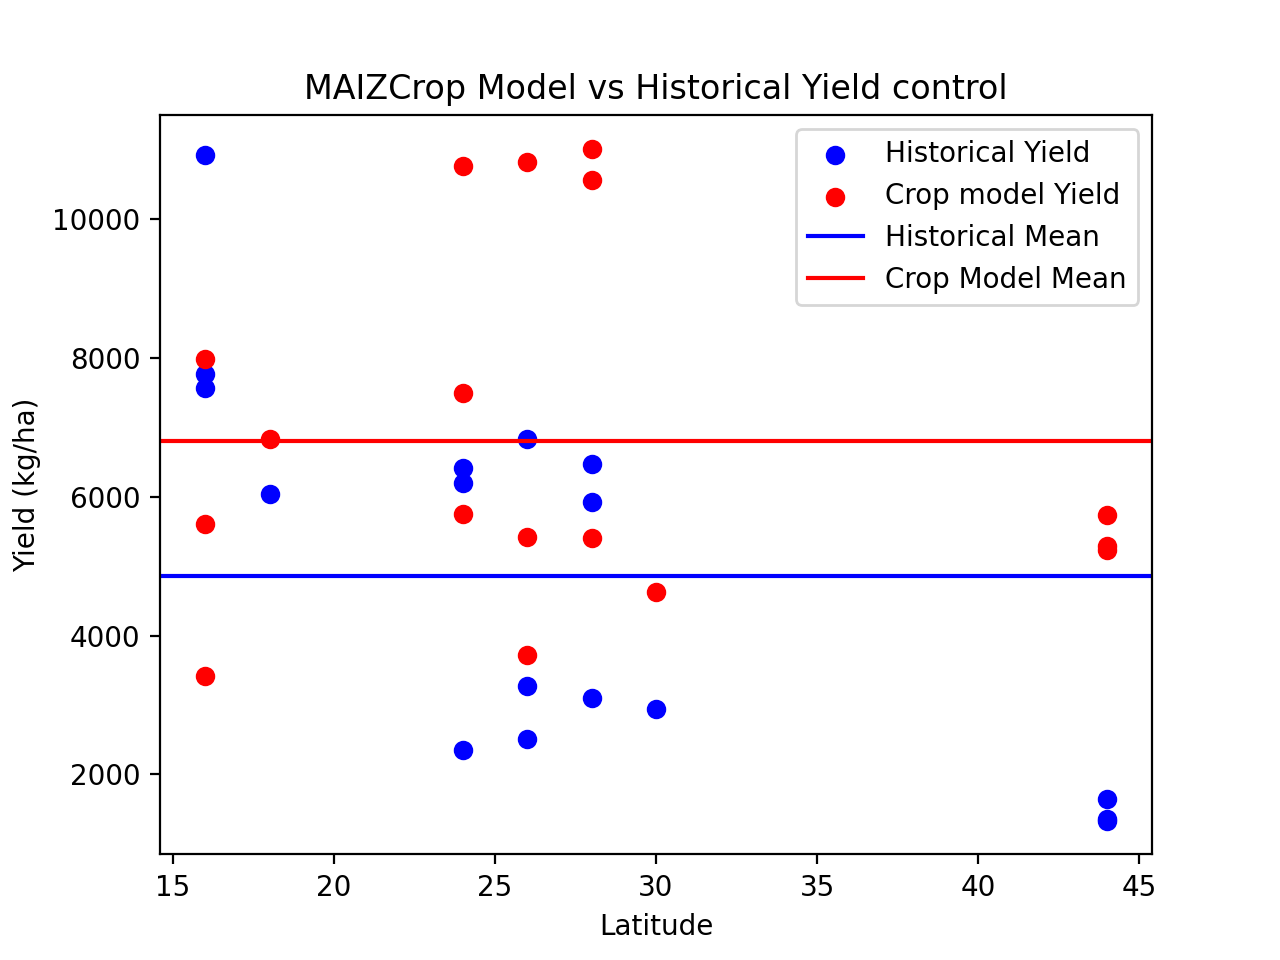 MAIZCrop Model vs Historical Yield control
Historical Yield
Crop model Yield
Historical Mean
Crop Model Mean
Yield (kg/ha)
10000
8000
6000
4000
2000
15 20 25 30 35 40 45
Latitude